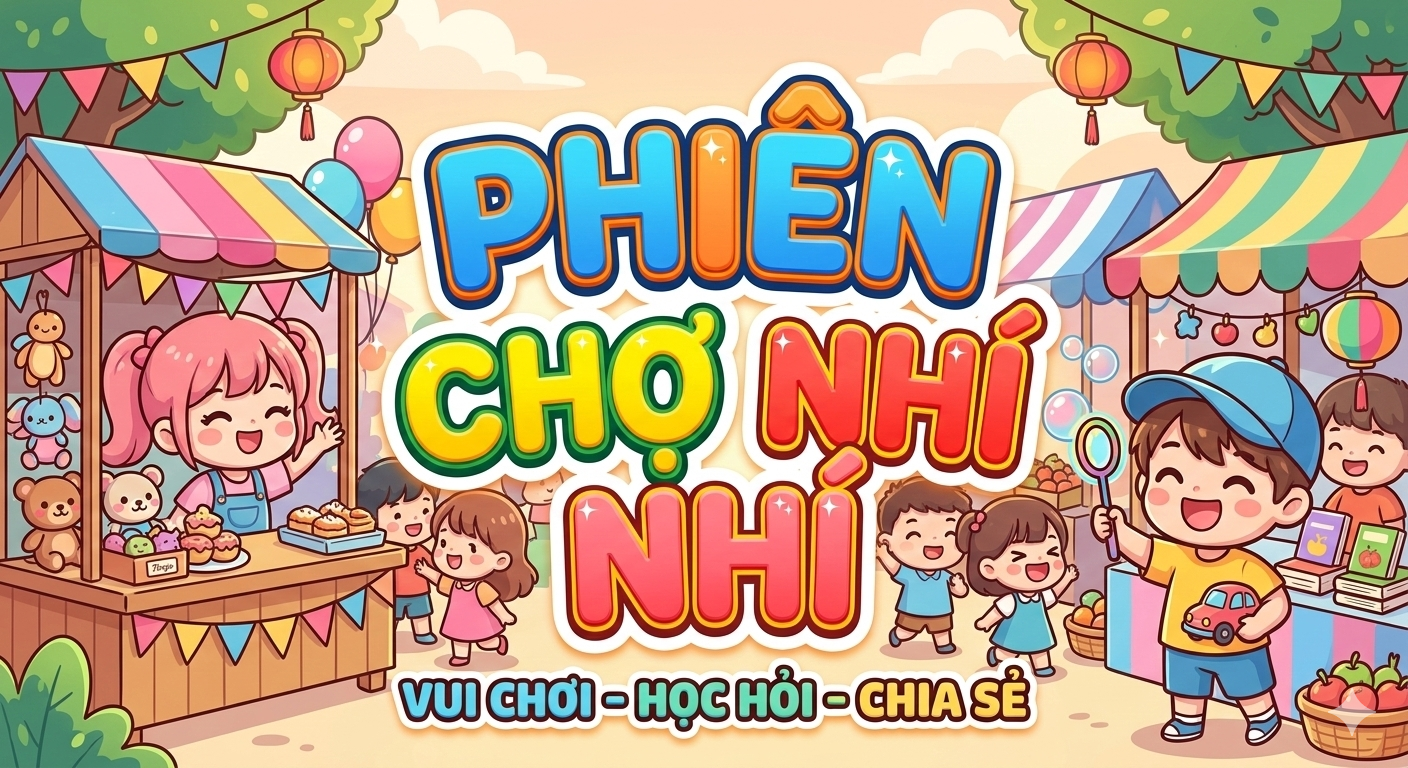 PHIÊN
CHỢ NHÍ
NHÍ
VUI CHƠI - HỌC HỎI - CHIA SẺ